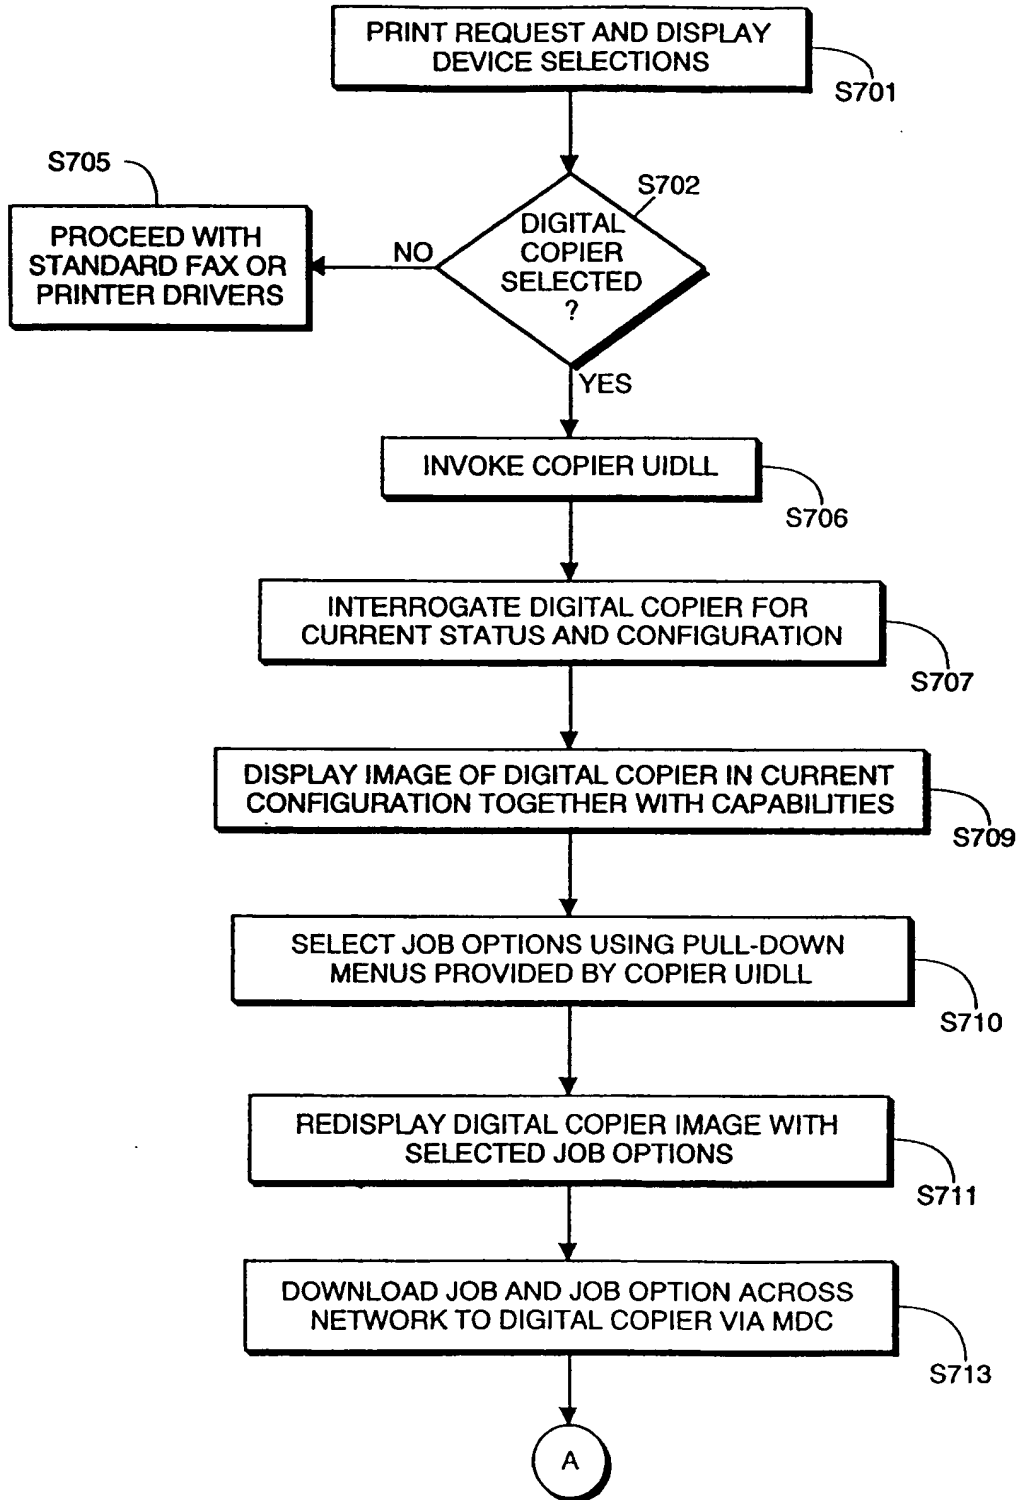 PRINT REQUEST AND DISPLAY
DEVICE SELECTIONS
S701
S705
S702
PROCEED WITH
STANDARD FAX OR
PRINTER DRIVERS
NO
DIGITAL
COPIER
SELECTED
?
YES
INVOKE COPIER UIDLL
S706
INTERROGATE DIGITAL COPIER FOR
CURRENT STATUS AND CONFIGURATION
S707
DISPLAY IMAGE OF DIGITAL COPIER IN CURRENT
CONFIGURATION TOGETHER WITH CAPABILITIES
S709
SELECT JOB OPTIONS USING PULL-DOWN
MENUS PROVIDED BY COPIER UIDLL
S710
REDISPLAY DIGITAL COPIER IMAGE WITH
SELECTED JOB OPTIONS
S711
DOWNLOAD JOB AND JOB OPTION ACROSS
NETWORK TO DIGITAL COPIER VIA MDC
S713
A